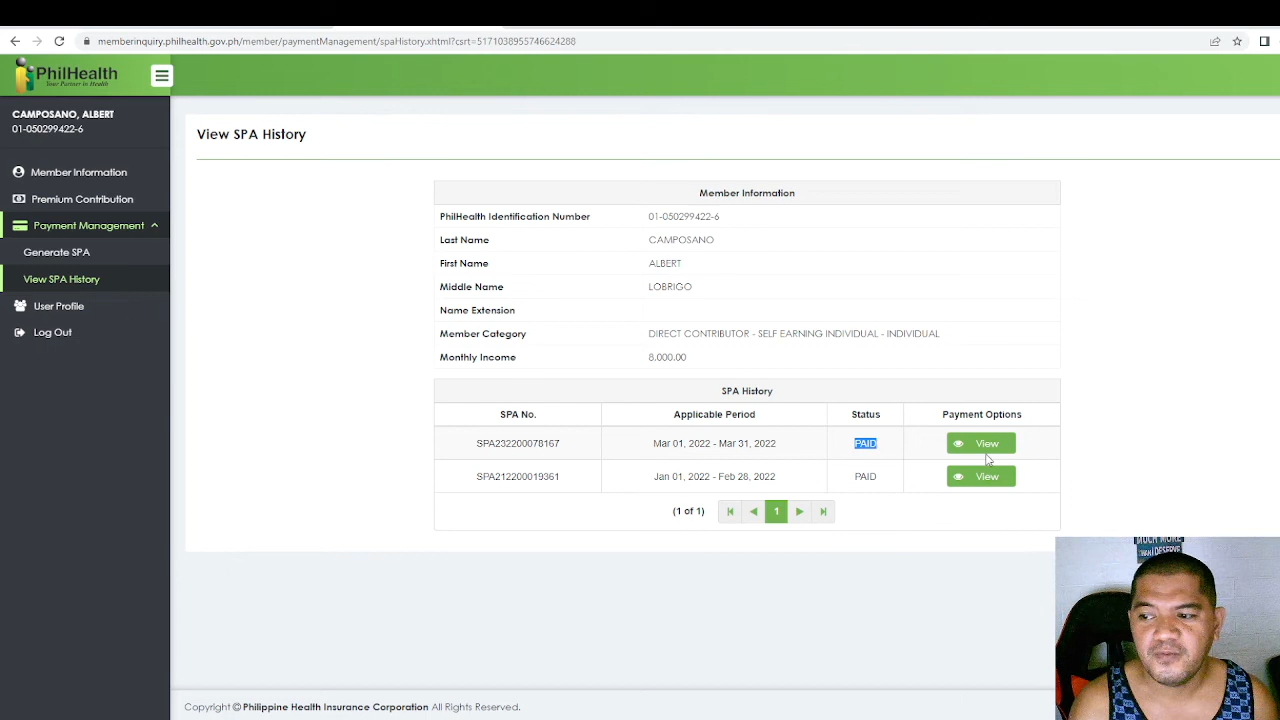 memberinquiry.philhealth.gov.ph/member/paymentManagement/spaHistory.xhtml?csrt=5171038955746624288
PhilHealth
Your Partner in Health
CAMPOSANO, ALBERT
01-050299422-6
Member Information
Premium Contribution
Payment Management
Generate SPA
View SPA History
User Profile
Log Out
View SPA History
Member Information
PhilHealth Identification Number 01-050299422-6
Last Name CAMPOSANO
First Name ALBERT
Middle Name LOBRIGO
Name Extension
Member Category DIRECT CONTRIBUTOR - SELF EARNING INDIVIDUAL - INDIVIDUAL
Monthly Income 8,000.00
SPA History
SPA No. Applicable Period Status Payment Options
SPA232200078167 Mar 01, 2022 - Mar 31, 2022 PAID View
SPA212200019361 Jan 01, 2022 - Feb 28, 2022 PAID View
(1 of 1) 1
MUCH MORE
THAN I DESERVE
Copyright © Philippine Health Insurance Corporation All Rights Reserved.